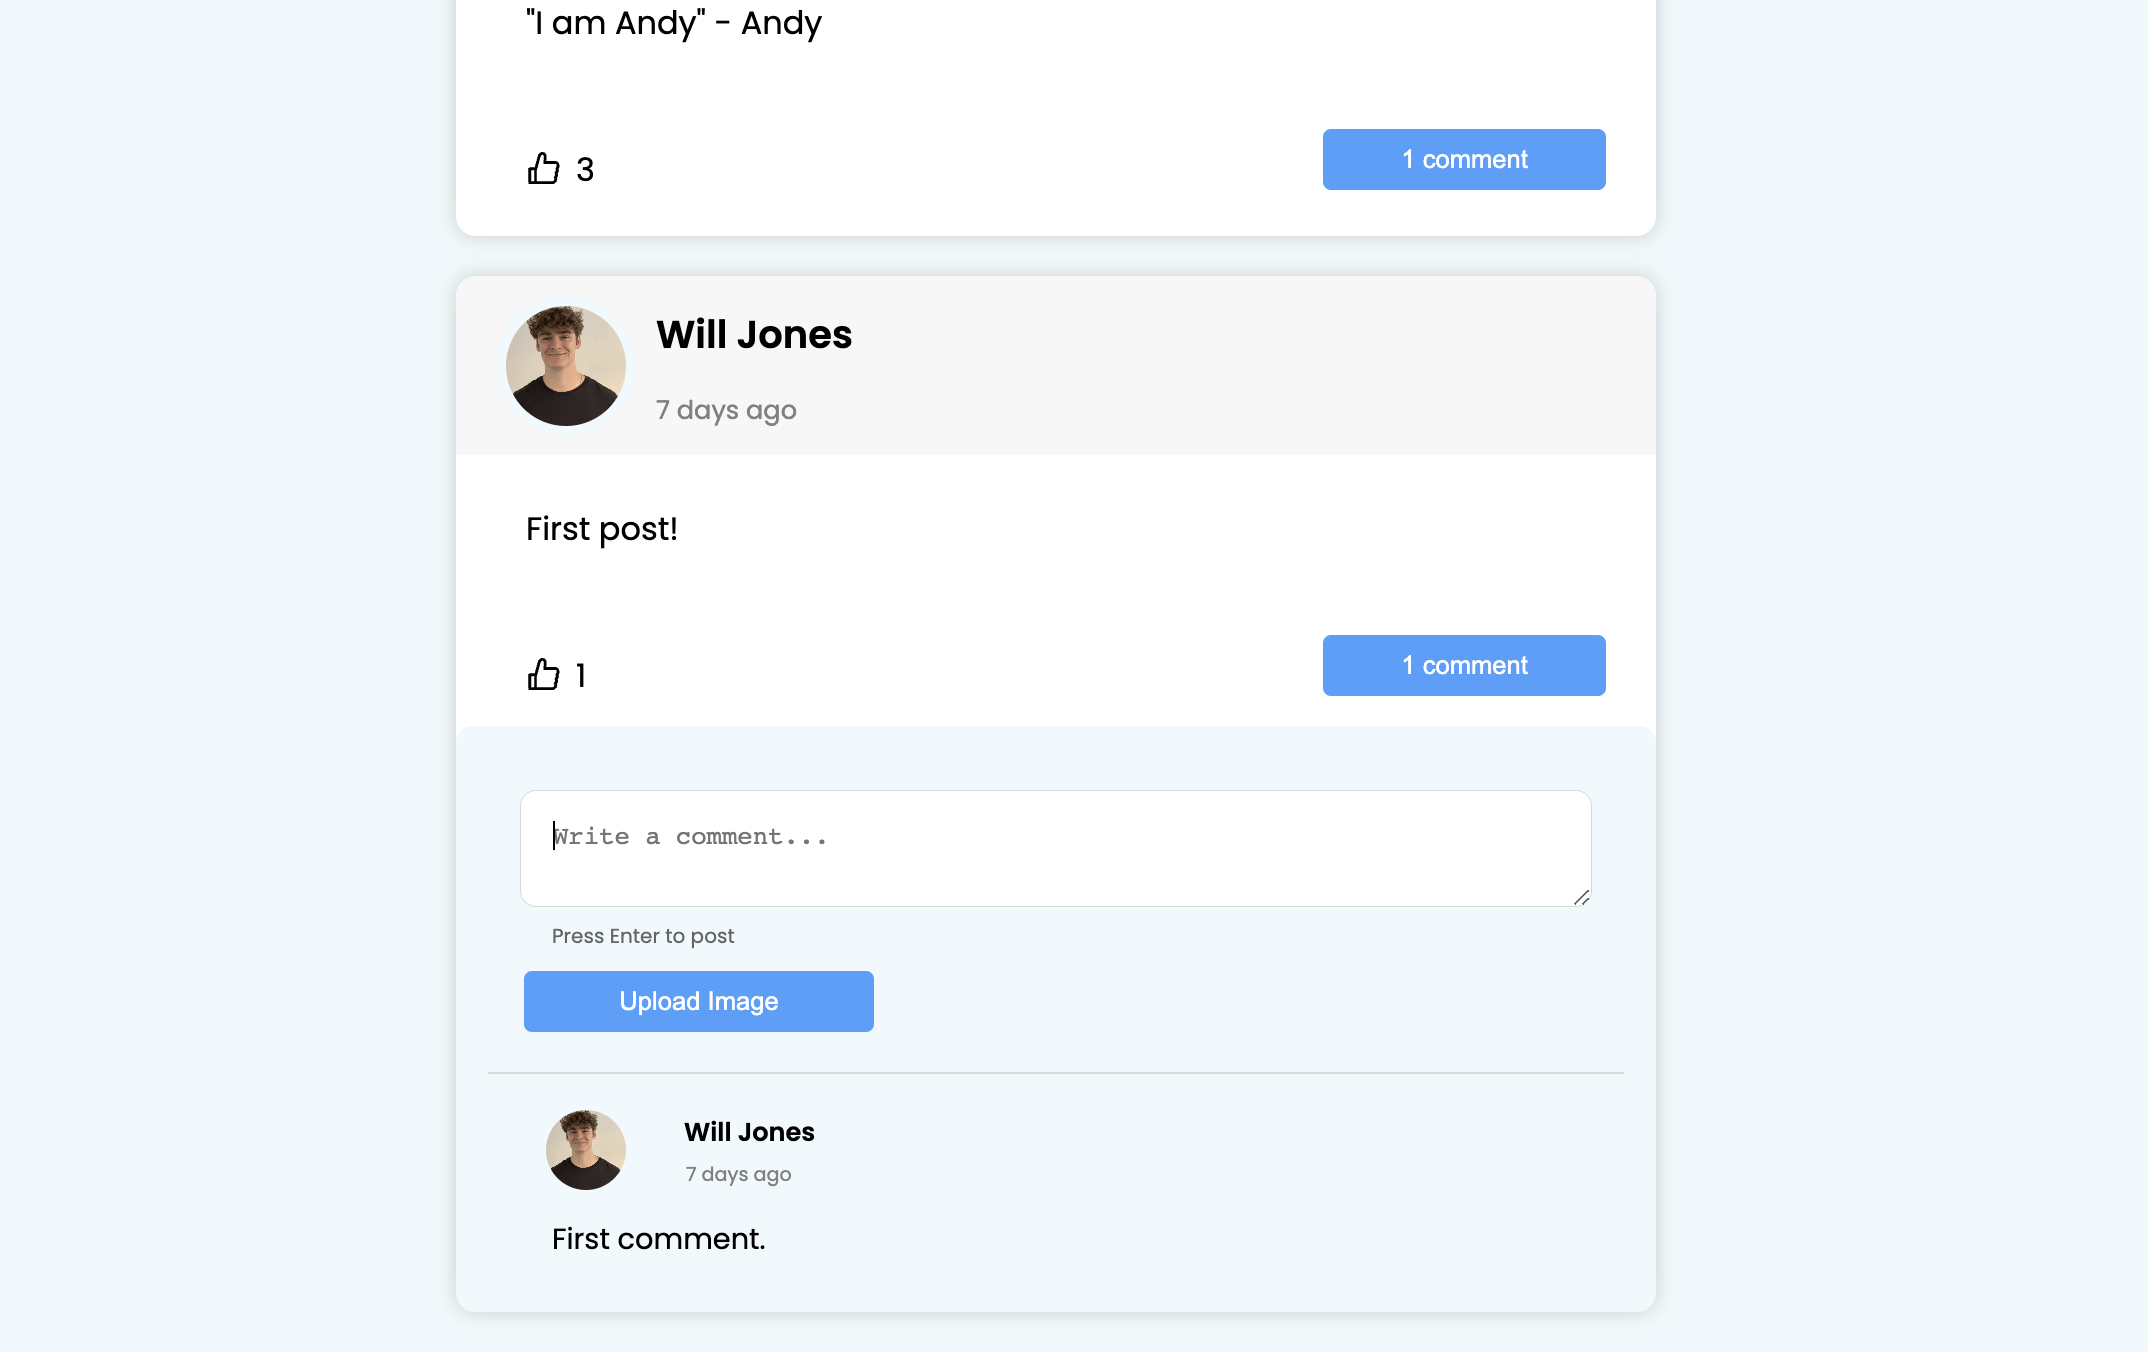 "I am Andy" - Andy
3
1 comment
Will Jones
7 days ago
First post!
1
1 comment
Write a comment...
Press Enter to post
Upload Image
Will Jones
7 days ago
First comment.